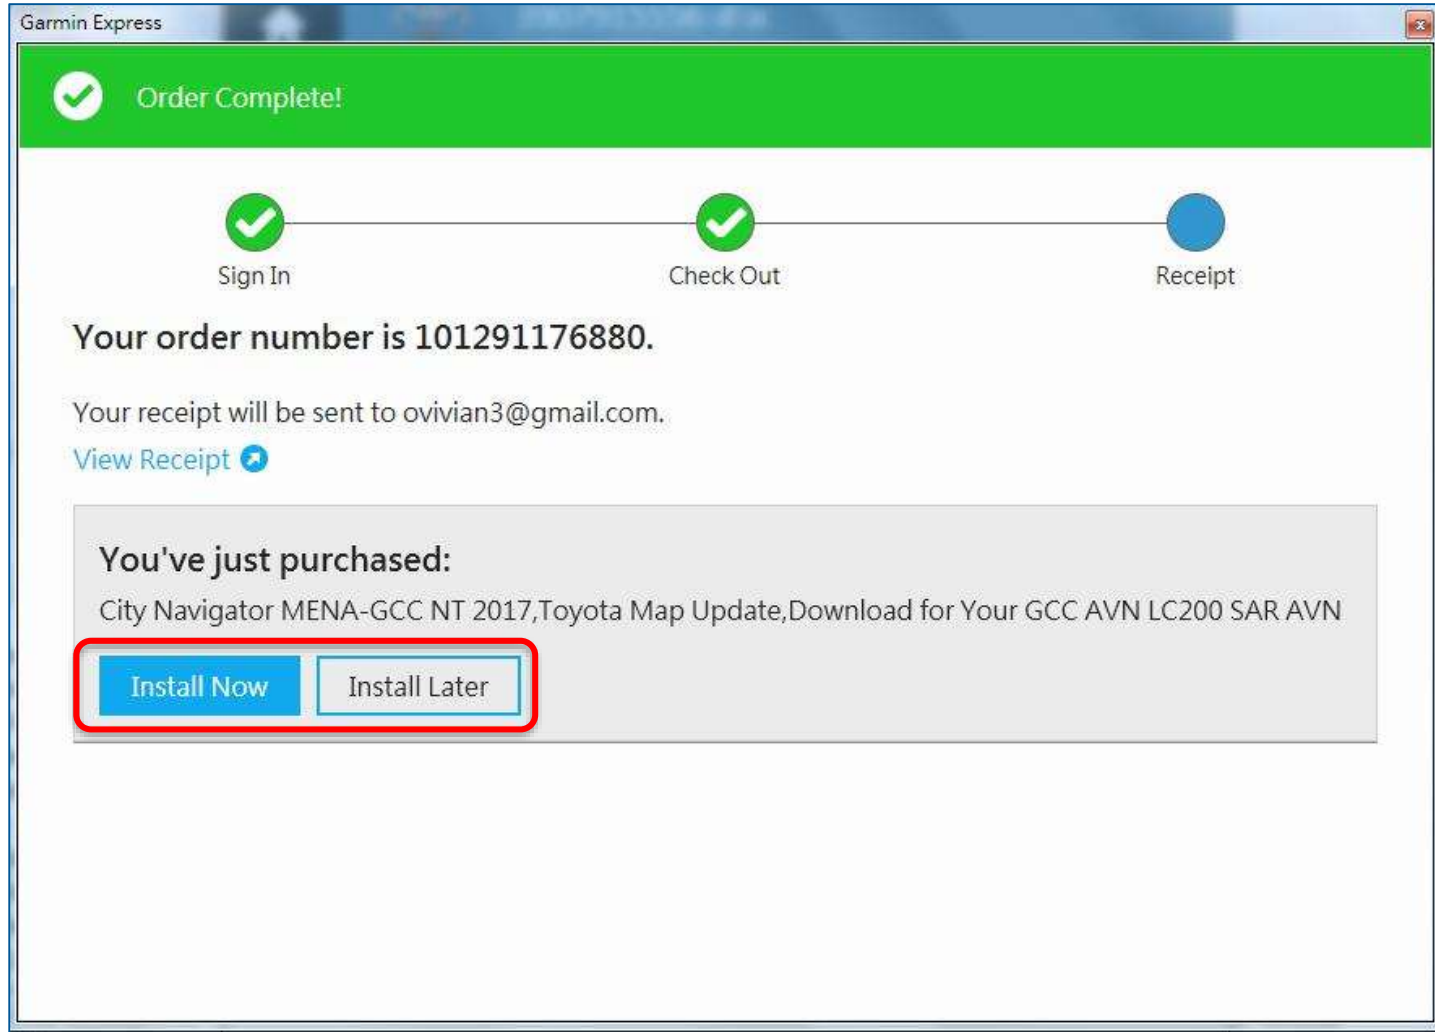 Garmin Express
Order Complete!
Sign In
Check Out
Receipt
Your order number is 101291176880.
Your receipt will be sent to ovivian3@gmail.com.
View Receipt
You've just purchased:
City Navigator MENA-GCC NT 2017,Toyota Map Update,Download for Your GCC AVN LC200 SAR AVN
Install Now
Install Later